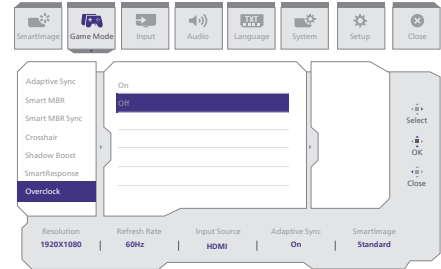 TXT
SmartImage Game Mode Input Audio Language System Setup Close
Adaptive Sync
Smart MBR
Smart MBR Sync
Crosshair
Shadow Boost
SmartResponse
Overclock
On
Off
Select
OK
Close
Resolution Refresh Rate Input Source Adaptive Sync SmartImage
1920X1080 | 60Hz | HMDI | On | Standard